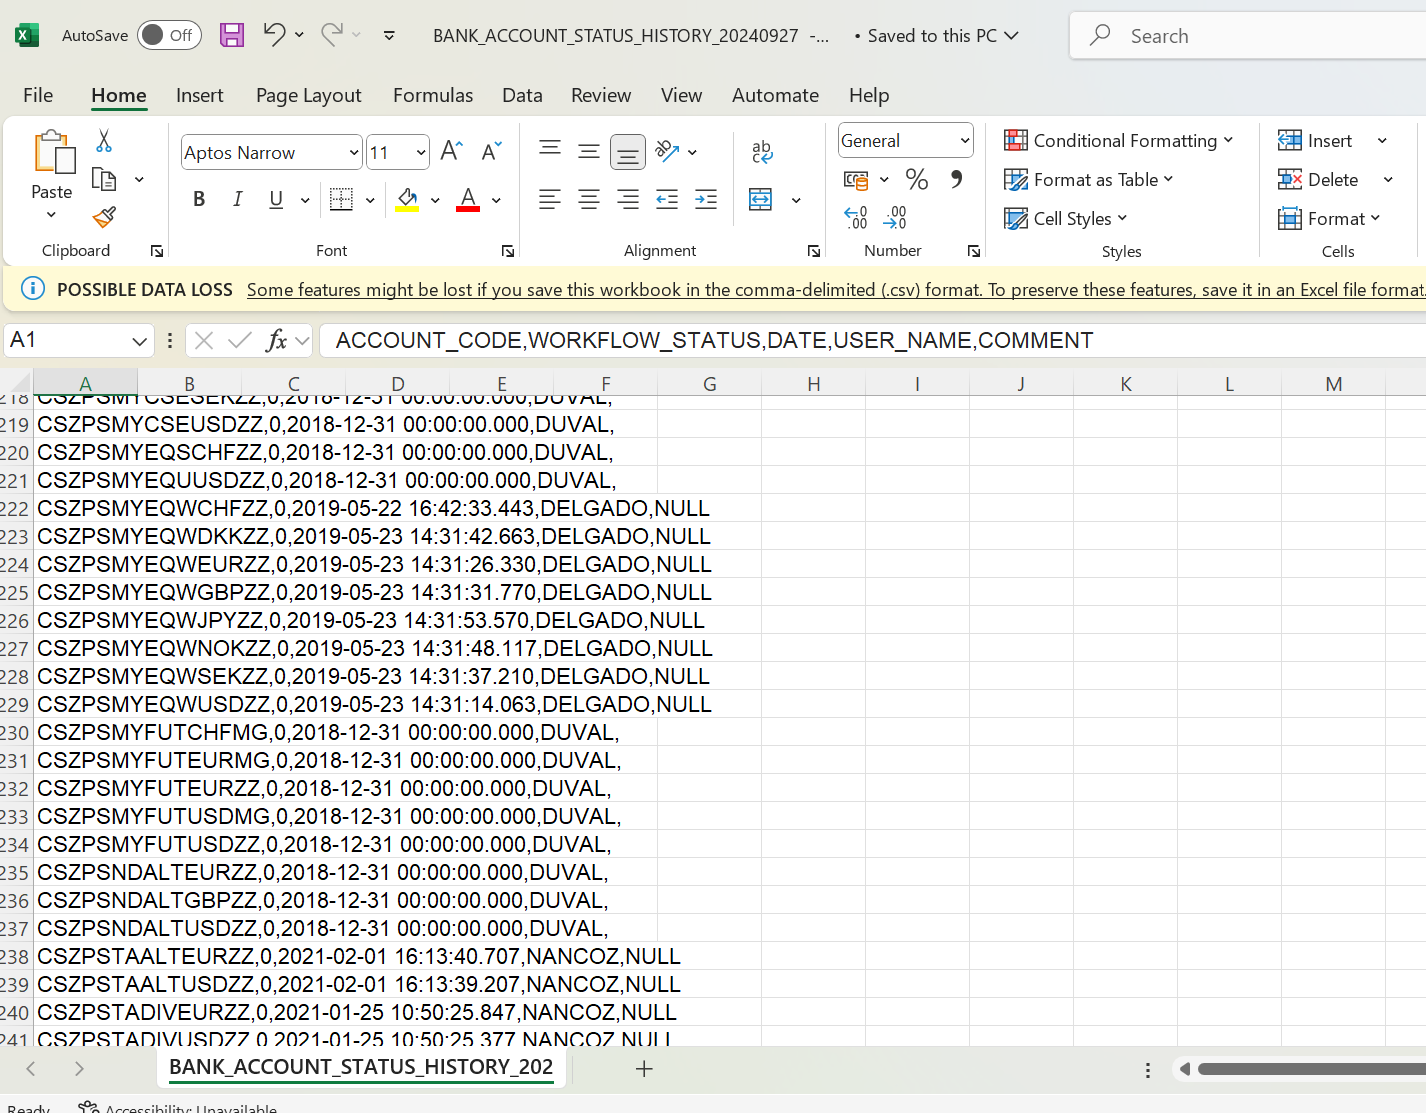 AutoSave Off BANK_ACCOUNT_STATUS_HISTORY_20240927 -... • Saved to this PC Search
File Home Insert Page Layout Formulas Data Review View Automate Help
Paste Aptos Narrow 11 A^ A B I U A ab General % , .00 Conditional Formatting Format as Table Cell Styles Insert Delete Format
Clipboard Font Alignment Number Styles Cells
POSSIBLE DATA LOSS Some features might be lost if you save this workbook in the comma-delimited (.csv) format. To preserve these features, save it in an Excel file format.
A1 fx ACCOUNT_CODE,WORKFLOW_STATUS,DATE,USER_NAME,COMMENT
A B C D E F G H I J K L M
218 CSZPSMYCSESEKZZ,0,2018-12-31 00:00:00.000,DUVAL,
219 CSZPSMYCSEUSDZZ,0,2018-12-31 00:00:00.000,DUVAL,
220 CSZPSMYEQSCHFZZ,0,2018-12-31 00:00:00.000,DUVAL,
221 CSZPSMYEQUUSDZZ,0,2018-12-31 00:00:00.000,DUVAL,
222 CSZPSMYEQWCHFZZ,0,2019-05-22 16:42:33.443,DELGADO,NULL
223 CSZPSMYEQWDKKZZ,0,2019-05-23 14:31:42.663,DELGADO,NULL
224 CSZPSMYEQWEURZZ,0,2019-05-23 14:31:26.330,DELGADO,NULL
225 CSZPSMYEQWGBPZZ,0,2019-05-23 14:31:31.770,DELGADO,NULL
226 CSZPSMYEQWJPYZZ,0,2019-05-23 14:31:53.570,DELGADO,NULL
227 CSZPSMYEQWNOKZZ,0,2019-05-23 14:31:48.117,DELGADO,NULL
228 CSZPSMYEQWSEKZZ,0,2019-05-23 14:31:37.210,DELGADO,NULL
229 CSZPSMYEQWUSDZZ,0,2019-05-23 14:31:14.063,DELGADO,NULL
230 CSZPSMYFUTCHFMG,0,2018-12-31 00:00:00.000,DUVAL,
231 CSZPSMYFUTEURMG,0,2018-12-31 00:00:00.000,DUVAL,
232 CSZPSMYFUTEURZZ,0,2018-12-31 00:00:00.000,DUVAL,
233 CSZPSMYFUTUSDMG,0,2018-12-31 00:00:00.000,DUVAL,
234 CSZPSMYFUTUSDZZ,0,2018-12-31 00:00:00.000,DUVAL,
235 CSZPSNDALTEURZZ,0,2018-12-31 00:00:00.000,DUVAL,
236 CSZPSNDALTGBPZZ,0,2018-12-31 00:00:00.000,DUVAL,
237 CSZPSNDALTUSDZZ,0,2018-12-31 00:00:00.000,DUVAL,
238 CSZPSTAALTEURZZ,0,2021-02-01 16:13:40.707,NANCOZ,NULL
239 CSZPSTAALTUSDZZ,0,2021-02-01 16:13:39.207,NANCOZ,NULL
240 CSZPSTADIVEURZZ,0,2021-01-25 10:50:25.847,NANCOZ,NULL
241 CSZPSTADIVUSDZZ,0,2021-01-25 10:50:25.377,NANCOZ,NULL
BANK_ACCOUNT_STATUS_HISTORY_202
Ready Accessibility: Unavailable